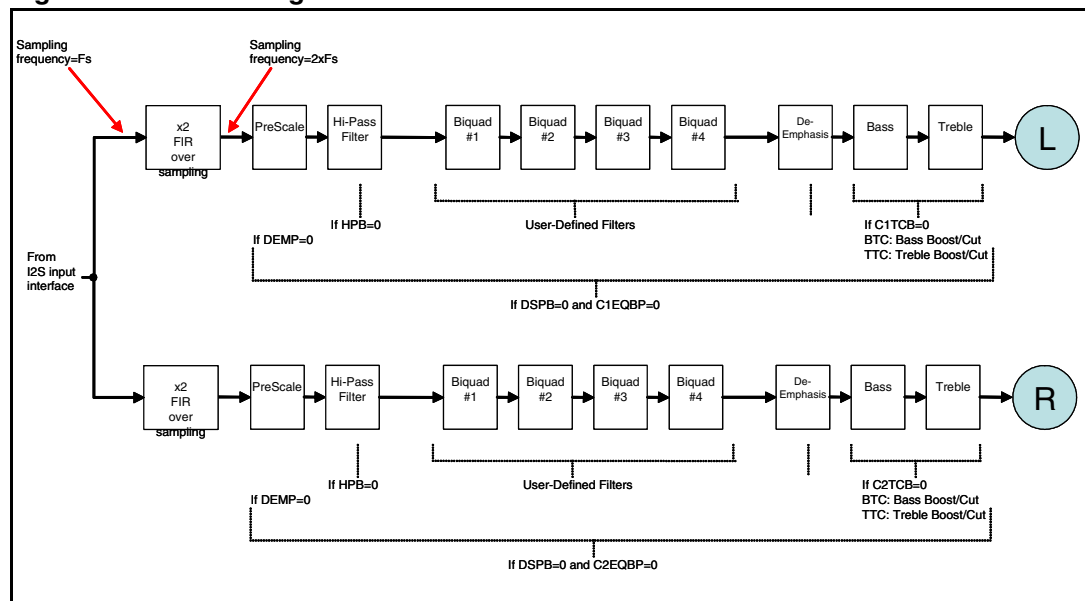 Sampling
frequency=Fs
Sampling
frequency=2xFs
x2
FIR
over
sampling
PreScale
Hi-Pass
Filter
Biquad
#1
Biquad
#2
Biquad
#3
Biquad
#4
De-
Emphasis
Bass
Treble
L
If HPB=0
User-Defined Filters
If C1TCB=0
BTC: Bass Boost/Cut
TTC: Treble Boost/Cut
If DEMP=0
From
I2S input
interface
If DSPB=0 and C1EQBP=0
x2
FIR
over
sampling
PreScale
Hi-Pass
Filter
Biquad
#1
Biquad
#2
Biquad
#3
Biquad
#4
De-
Emphasis
Bass
Treble
R
If HPB=0
User-Defined Filters
If C2TCB=0
BTC: Bass Boost/Cut
TTC: Treble Boost/Cut
If DEMP=0
If DSPB=0 and C2EQBP=0